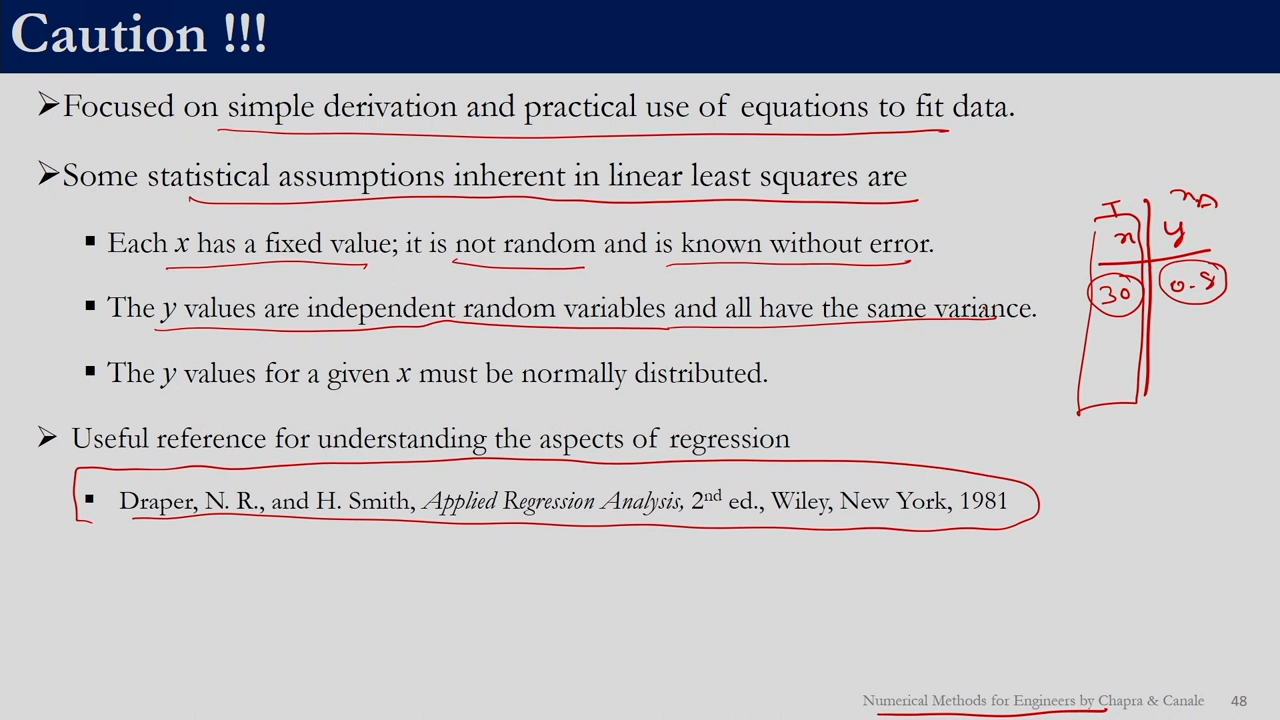 Caution !!!
➢Focused on simple derivation and practical use of equations to fit data.
➢Some statistical assumptions inherent in linear least squares are
▪ Each x has a fixed value; it is not random and is known without error.
▪ The y values are independent random variables and all have the same variance.
▪ The y values for a given x must be normally distributed.
➢ Useful reference for understanding the aspects of regression
▪ Draper, N. R., and H. Smith, Applied Regression Analysis, 2nd ed., Wiley, New York, 1981
I
x y
30
Numerical Methods for Engineers by Chapra & Canale 48